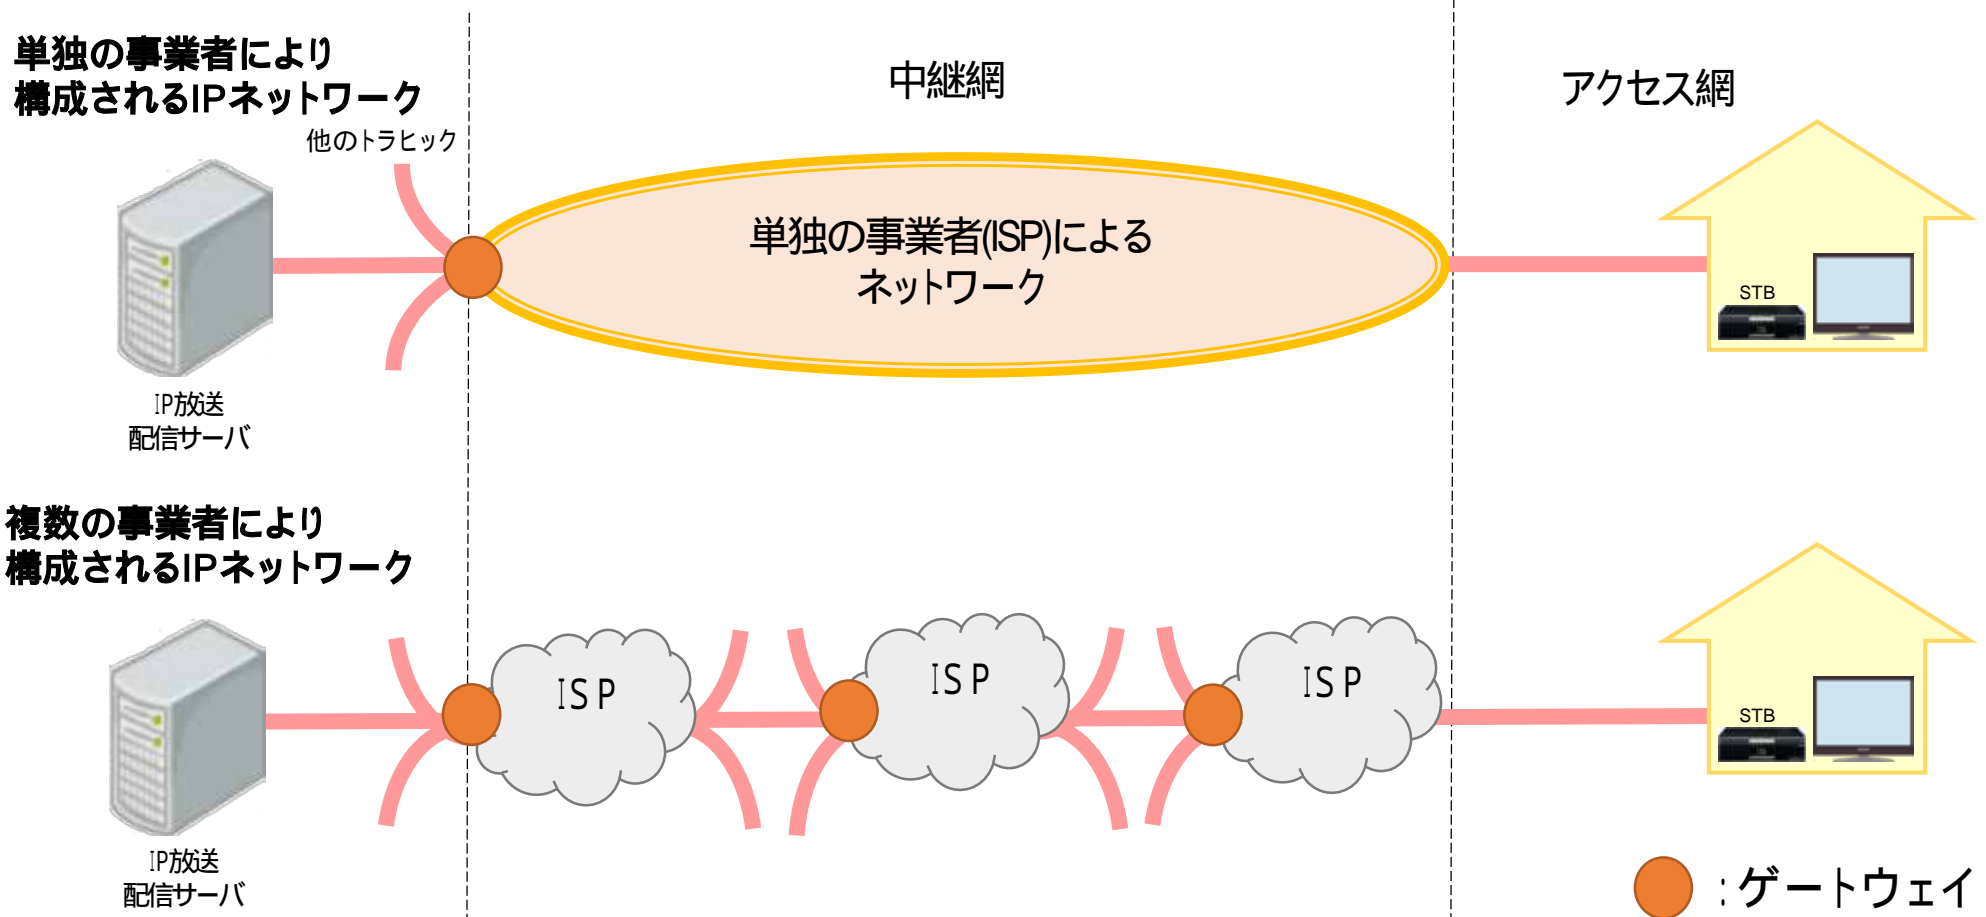 単独の事業者により
構成されるIPネットワーク
中継網
アクセス網
他のトラヒック
単独の事業者(ISP)による
ネットワーク
STB
IP放送
配信サーバ
複数の事業者により
構成されるIPネットワーク
ISP
ISP
ISP
STB
IP放送
配信サーバ
:ゲートウェイ